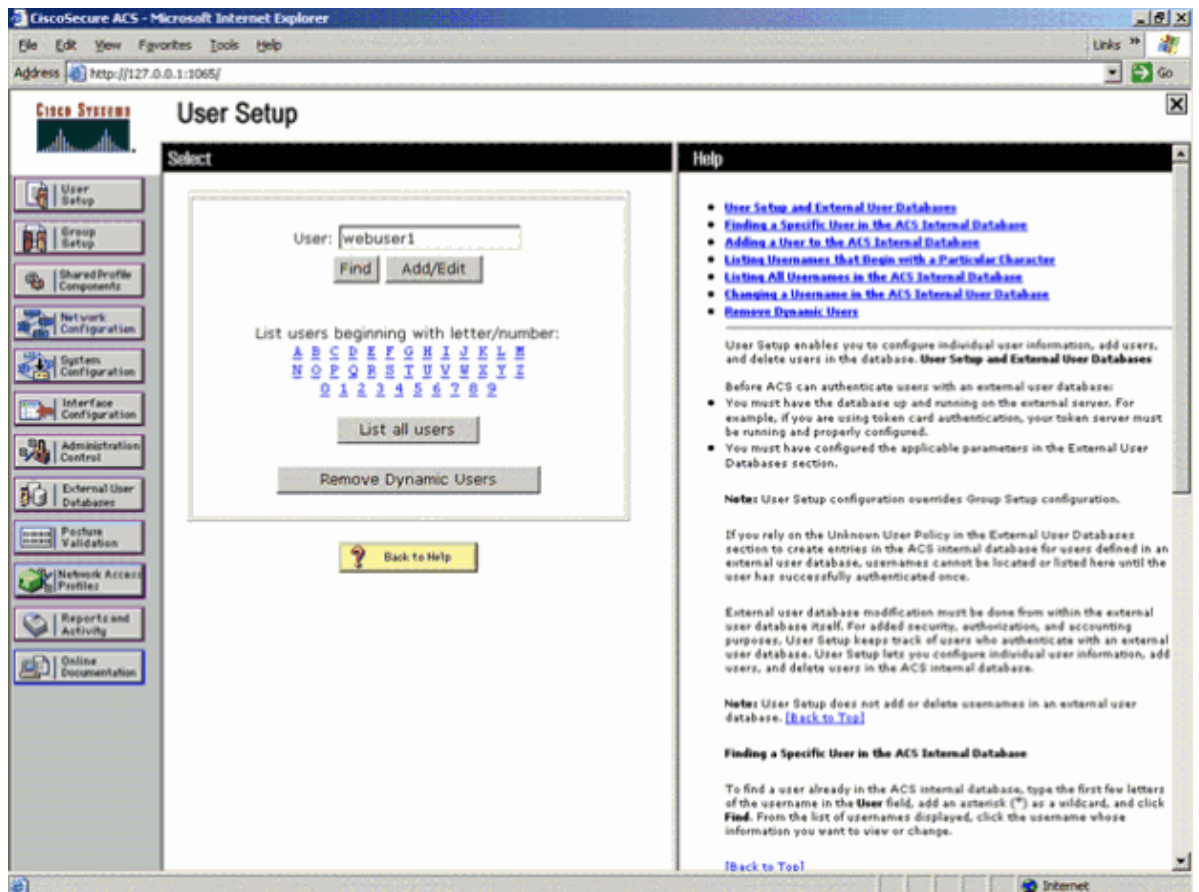 CiscoSecure ACS - Microsoft Internet Explorer
File Edit View Favorites Tools Help
Links »
Address http://127.0.0.1:1065/
Go
CISCO SYSTEMS
User Setup
User Setup
Group Setup
Shared Profile Components
Network Configuration
System Configuration
Interface Configuration
Administration Control
External User Databases
Posture Validation
Network Access Profiles
Reports and Activity
Online Documentation
Select
User: webuser1
Find Add/Edit
List users beginning with letter/number:
A B C D E F G H I J K L M
N O P Q R S T U V W X Y Z
0 1 2 3 4 5 6 7 8 9
List all users
Remove Dynamic Users
Back to Help
Help
User Setup and External User Databases
Finding a Specific User in the ACS Internal Database
Adding a User to the ACS Internal Database
Listing Usernames that Begin with a Particular Character
Listing All Usernames in the ACS Internal Database
Changing a Username in the ACS Internal User Database
Remove Dynamic Users
User Setup enables you to configure individual user information, add users,
and delete users in the database. User Setup and External User Databases
Before ACS can authenticate users with an external user database:
You must have the database up and running on the external server. For
example, if you are using token card authentication, your token server must
be running and properly configured.
You must have configured the applicable parameters in the External User
Databases section.
Note: User Setup configuration overrides Group Setup configuration.
If you rely on the Unknown User Policy in the External User Databases
section to create entries in the ACS internal database for users defined in an
external user database, usernames cannot be located or listed here until the
user has successfully authenticated once.
External user database modification must be done from within the external
user database itself. For added security, authorization, and accounting
purposes, User Setup keeps track of users who authenticate with an external
user database. User Setup lets you configure individual user information, add
users, and delete users in the ACS internal database.
Note: User Setup does not add or delete usernames in an external user
database. [Back to Top]
Finding a Specific User in the ACS Internal Database
To find a user already in the ACS internal database, type the first few letters
of the username in the User field, add an asterisk (*) as a wildcard, and click
Find. From the list of usernames displayed, click the username whose
information you want to view or change.
[Back to Top]
Internet